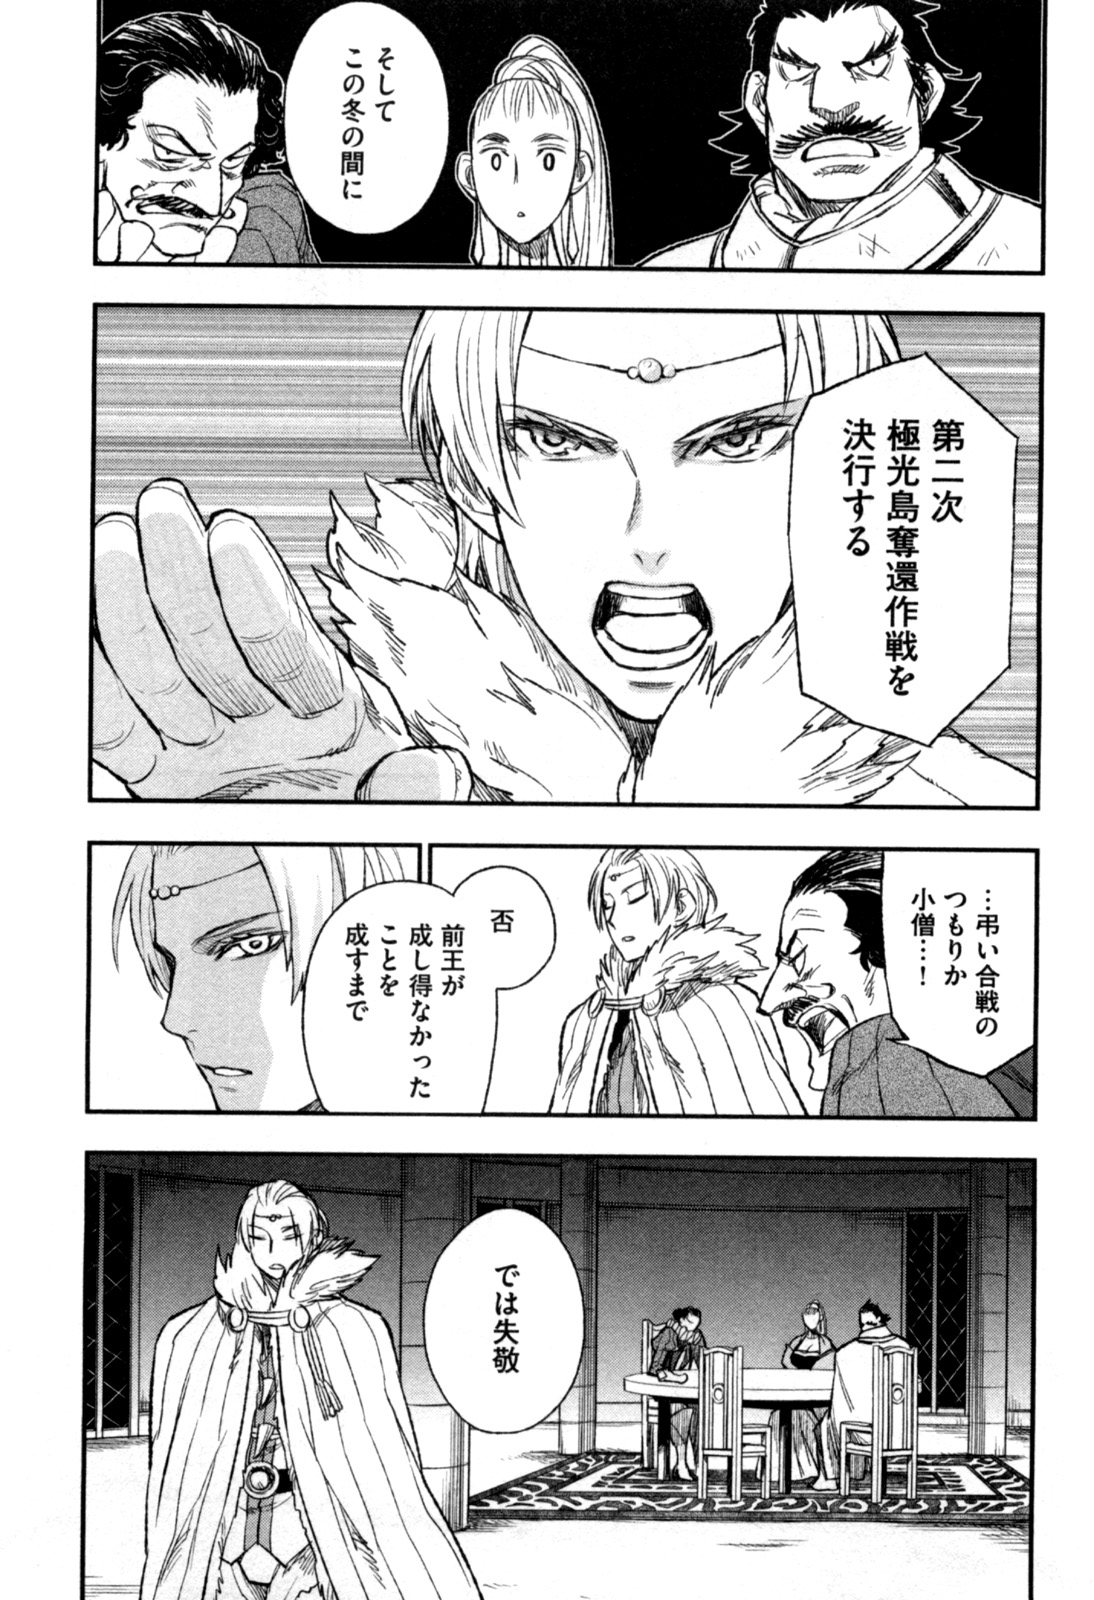 そして
この冬の間に
第二次
極光島奪還作戦を
決行する
…弔い合戦の
つもりか
小僧…！
否
前王が
成し得なかった
ことを
成すまで
では失敬